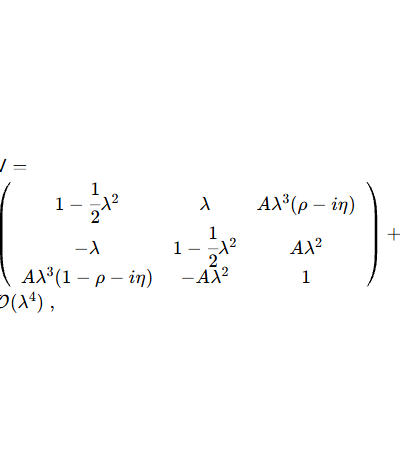 V =
1 − 1/2 λ² λ Aλ³(ρ − iη)
−λ 1 − 1/2 λ² Aλ² +
Aλ³(1 − ρ − iη) −Aλ² 1
𝒪(λ⁴) ,